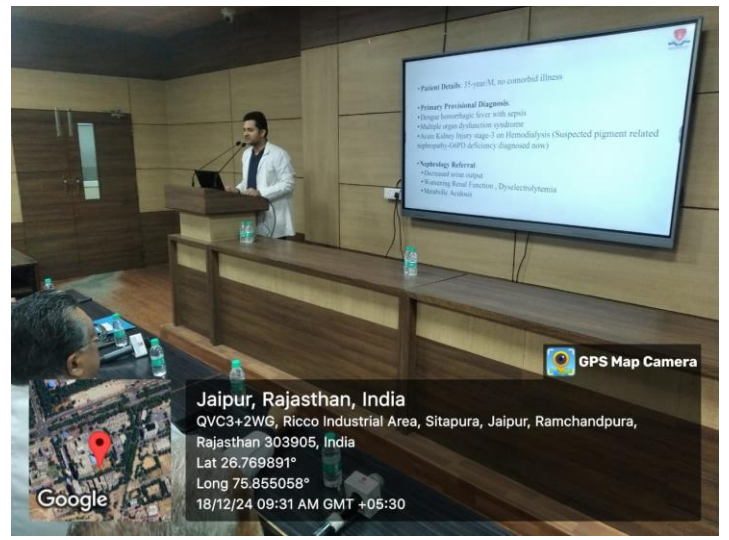 • Patient Details: 35-year/M, no comorbid illness
• Primary Provisional Diagnosis:
• Dengue hemorrhagic fever with sepsis
• Multiple organ dysfunction syndrome
• Acute Kidney Injury stage-3 on Hemodialysis (Suspected pigment related
nephropathy-G6PD deficiency diagnosed now)
• Nephrology Referral
• Decreased urine output
• Worsening Renal Function , Dyselectrolytemia
• Metabolic Acidosis
GPS Map Camera
Jaipur, Rajasthan, India
QVC3+2WG, Ricco Industrial Area, Sitapura, Jaipur, Ramchandpura,
Rajasthan 303905, India
Lat 26.769891°
Long 75.855058°
18/12/24 09:31 AM GMT +05:30
Google